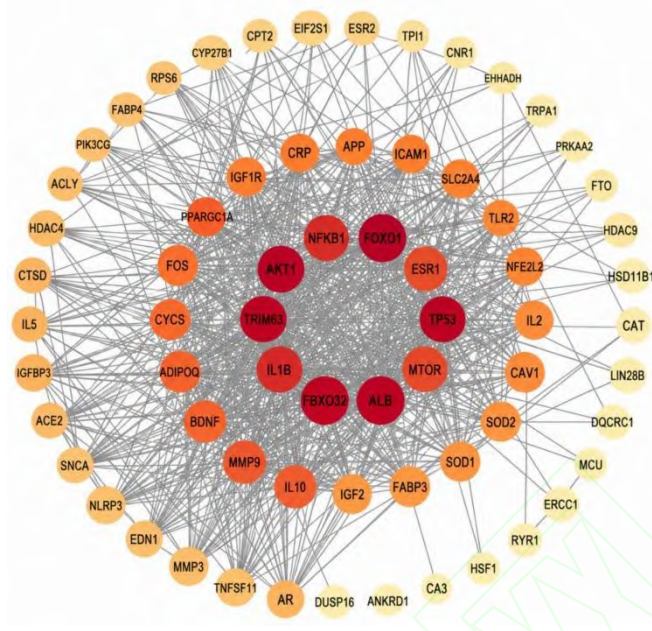 EIF2S1
ESR2
TPI1
CNR1
EHHADH
TRPA1
PRKAA2
FTO
HDAC9
HSD11B1
CAT
LIN28B
DQCRC1
MCU
ERCC1
RYR1
HSF1
CA3
ANKRD1
DUSP16
AR
TNFSF11
MMP3
EDN1
NLRP3
SNCA
ACE2
IGFBP3
IL5
CTSD
HDAC4
ACLY
PIK3CG
FABP4
RPS6
CYP27B1
CPT2
APP
ICAM1
SLC2A4
TLR2
NFE2L2
IL2
CAV1
SOD2
SOD1
FABP3
IGF2
IL10
MMP9
BDNF
ADIPOQ
CYCS
FOS
PPARGC1A
IGF1R
CRP
NFKB1
FOXO1
ESR1
TP53
MTOR
ALB
FBXO32
IL1B
TRIM63
AKT1